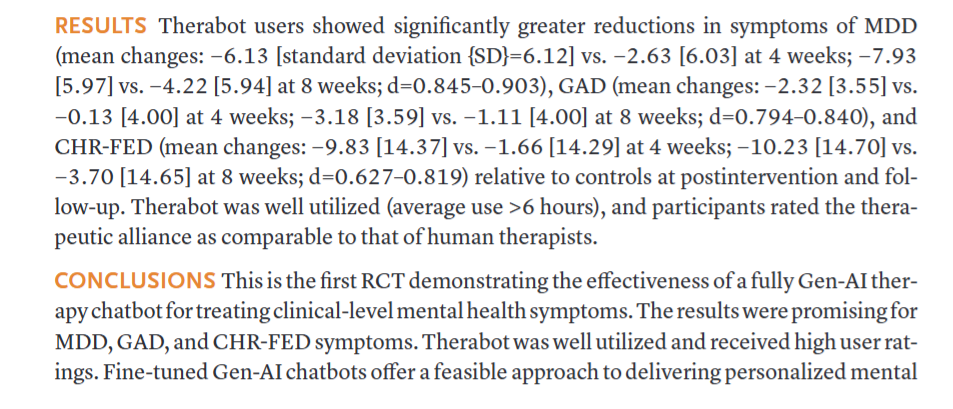 RESULTS Therabot users showed significantly greater reductions in symptoms of MDD
(mean changes: −6.13 [standard deviation {SD}=6.12] vs. −2.63 [6.03] at 4 weeks; −7.93
[5.97] vs. −4.22 [5.94] at 8 weeks; d=0.845–0.903), GAD (mean changes: −2.32 [3.55] vs.
−0.13 [4.00] at 4 weeks; −3.18 [3.59] vs. −1.11 [4.00] at 8 weeks; d=0.794–0.840), and
CHR-FED (mean changes: −9.83 [14.37] vs. −1.66 [14.29] at 4 weeks; −10.23 [14.70] vs.
−3.70 [14.65] at 8 weeks; d=0.627–0.819) relative to controls at postintervention and fol-
low-up. Therabot was well utilized (average use >6 hours), and participants rated the thera-
peutic alliance as comparable to that of human therapists.
CONCLUSIONS This is the first RCT demonstrating the effectiveness of a fully Gen-AI ther-
apy chatbot for treating clinical-level mental health symptoms. The results were promising for
MDD, GAD, and CHR-FED symptoms. Therabot was well utilized and received high user rat-
ings. Fine-tuned Gen-AI chatbots offer a feasible approach to delivering personalized mental